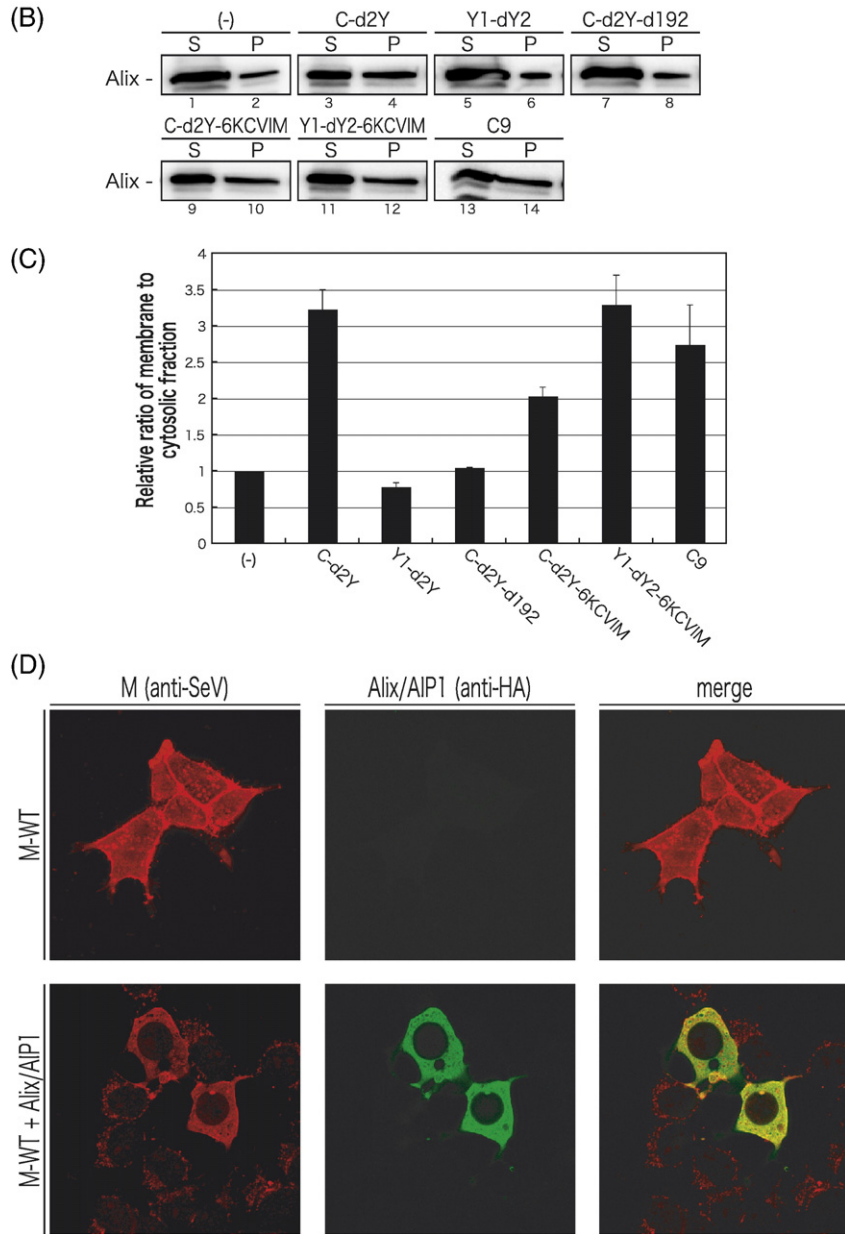 (B)
(-) C-d2Y Y1-dY2 C-d2Y-d192
S P S P S P S P
Alix -
1 2 3 4 5 6 7 8
C-d2Y-6KCVIM Y1-dY2-6KCVIM C9
S P S P S P
Alix -
9 10 11 12 13 14
(C)
Relative ratio of membrane to
cytosolic fraction
4
3.5
3
2.5
2
1.5
1
0.5
0
(-) C-d2Y Y1-d2Y C-d2Y-d192 C-d2Y-6KCVIM Y1-dY2-6KCVIM C9
(D)
M (anti-SeV) Alix/AIP1 (anti-HA) merge
M-WT
M-WT + Alix/AIP1